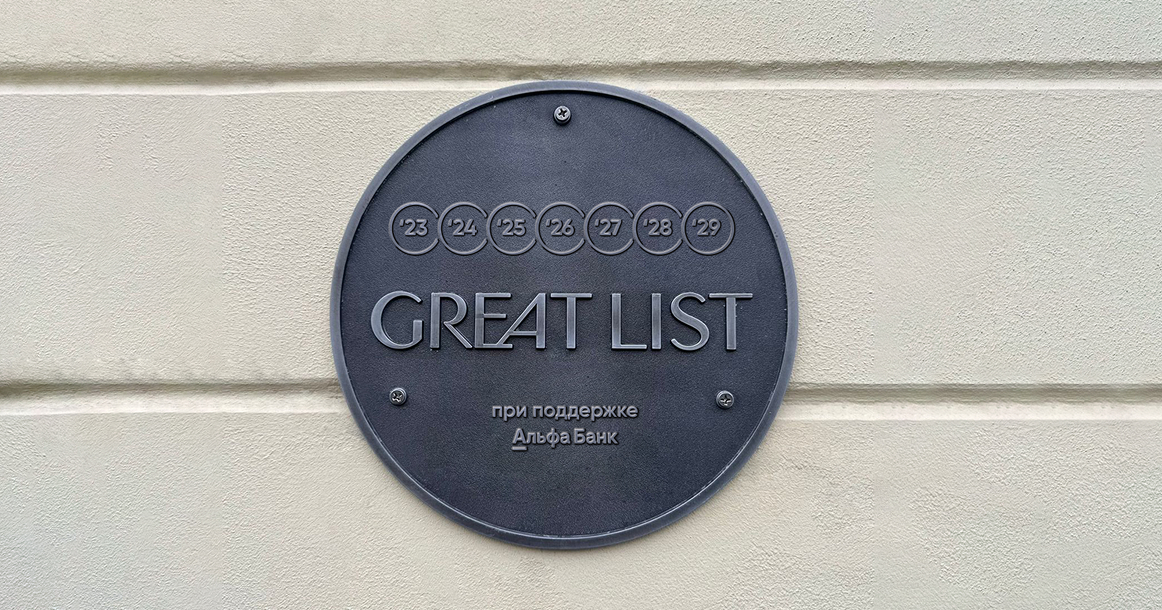 ‘23 ‘24 ‘25 ‘26 ‘27 ‘28 ‘29
GREAT LIST
при поддержке
Альфа Банк